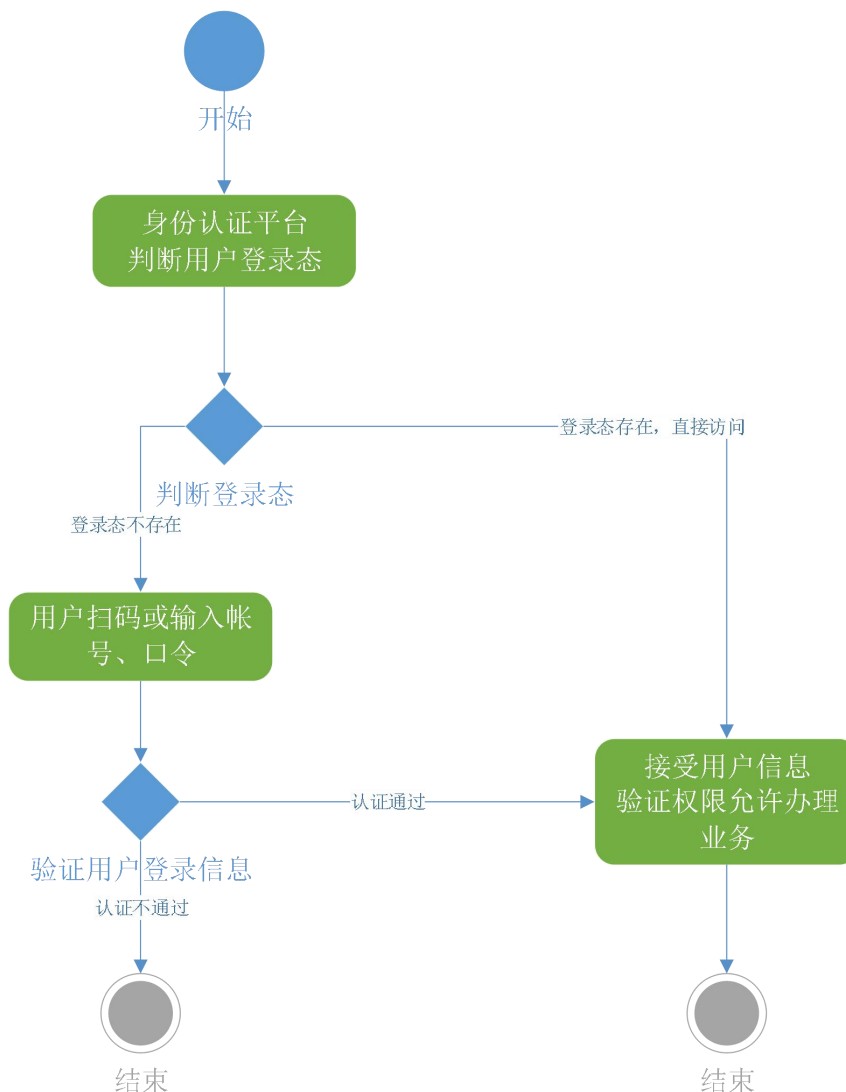 开始
身份认证平台
判断用户登录态
登录态存在，直接访问
判断登录态
登录态不存在
用户扫码或输入帐
号、口令
接受用户信息
验证权限允许办理
业务
认证通过
验证用户登录信息
认证不通过
结束
结束